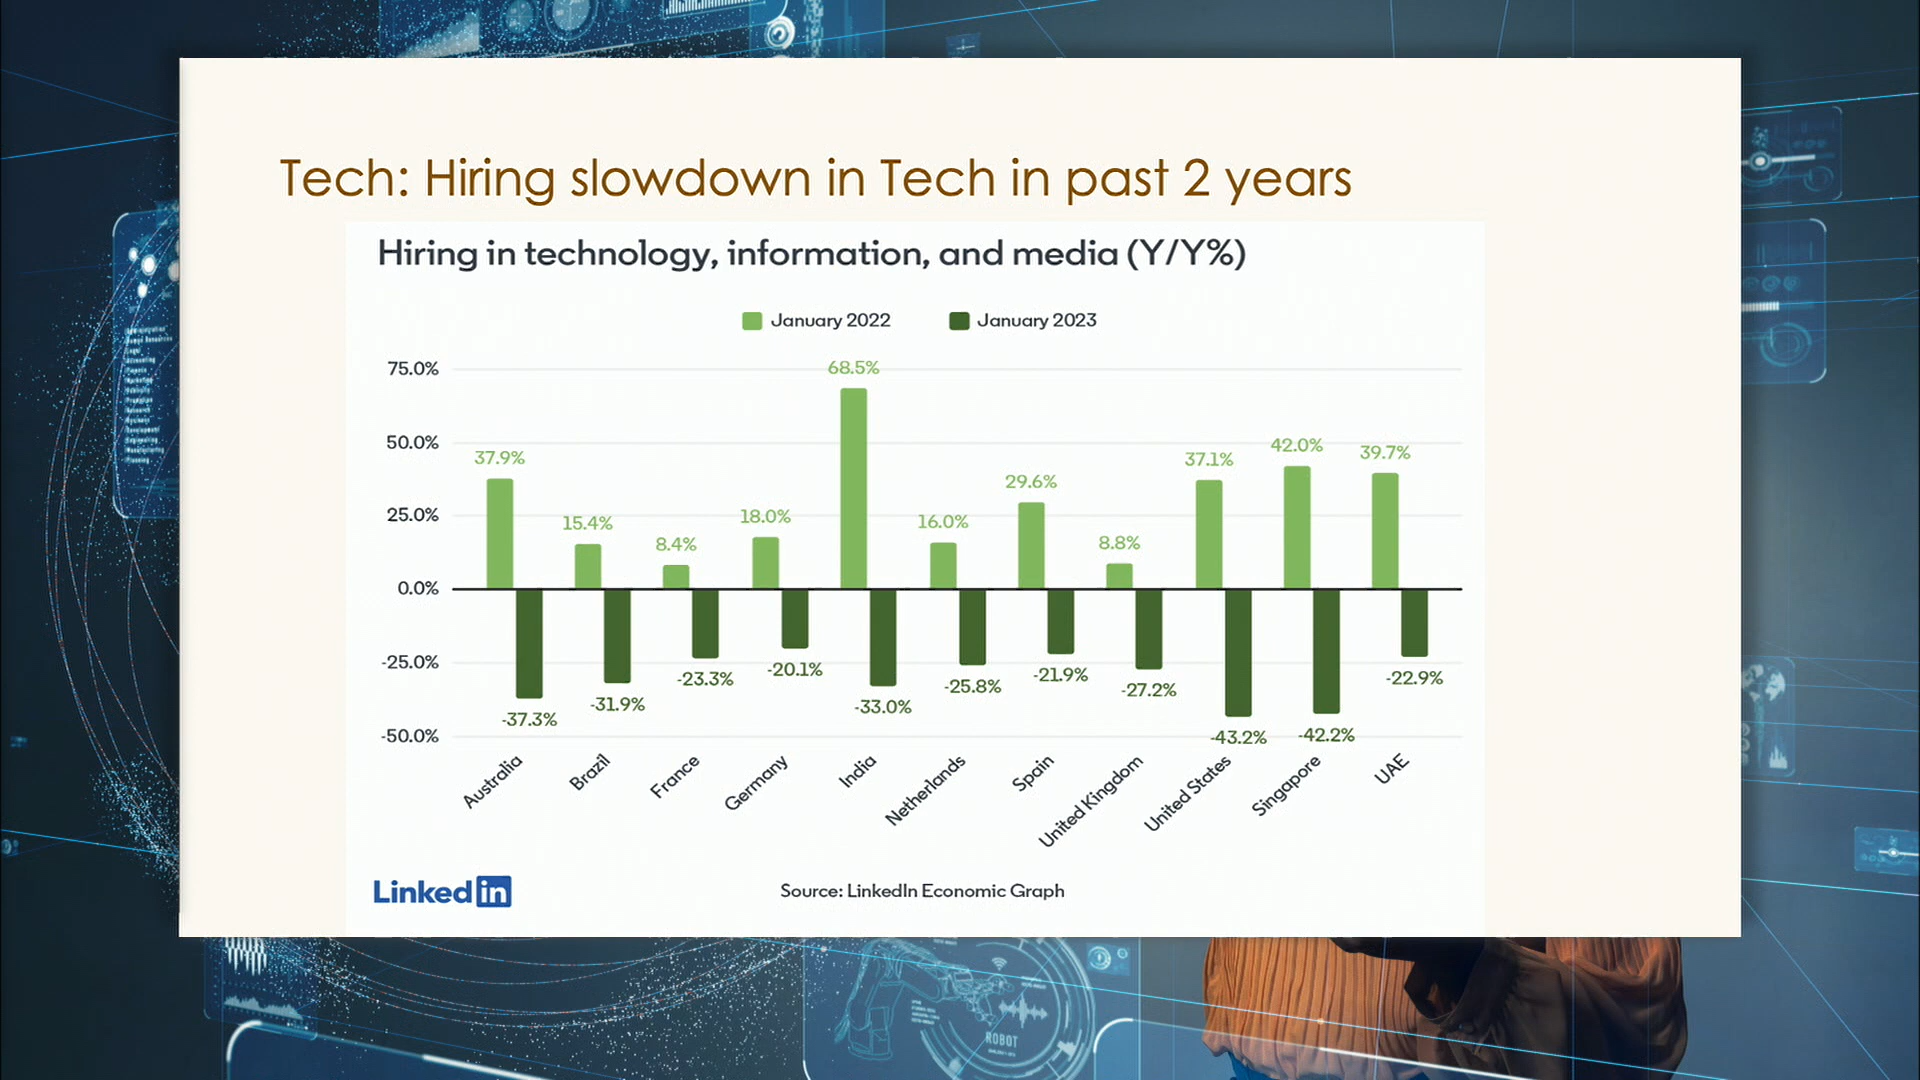 Tech: Hiring slowdown in Tech in past 2 years
Hiring in technology, information, and media (Y/Y%)
January 2022 January 2023
75.0%
50.0%
25.0%
0.0%
-25.0%
-50.0%
37.9% 15.4% 8.4% 18.0% 68.5% 16.0% 29.6% 8.8% 37.1% 42.0% 39.7%
-37.3% -31.9% -23.3% -20.1% -33.0% -25.8% -21.9% -27.2% -43.2% -42.2% -22.9%
Australia Brazil France Germany India Netherlands Spain United Kingdom United States Singapore UAE
LinkedIn
Source: LinkedIn Economic Graph
ROBOT